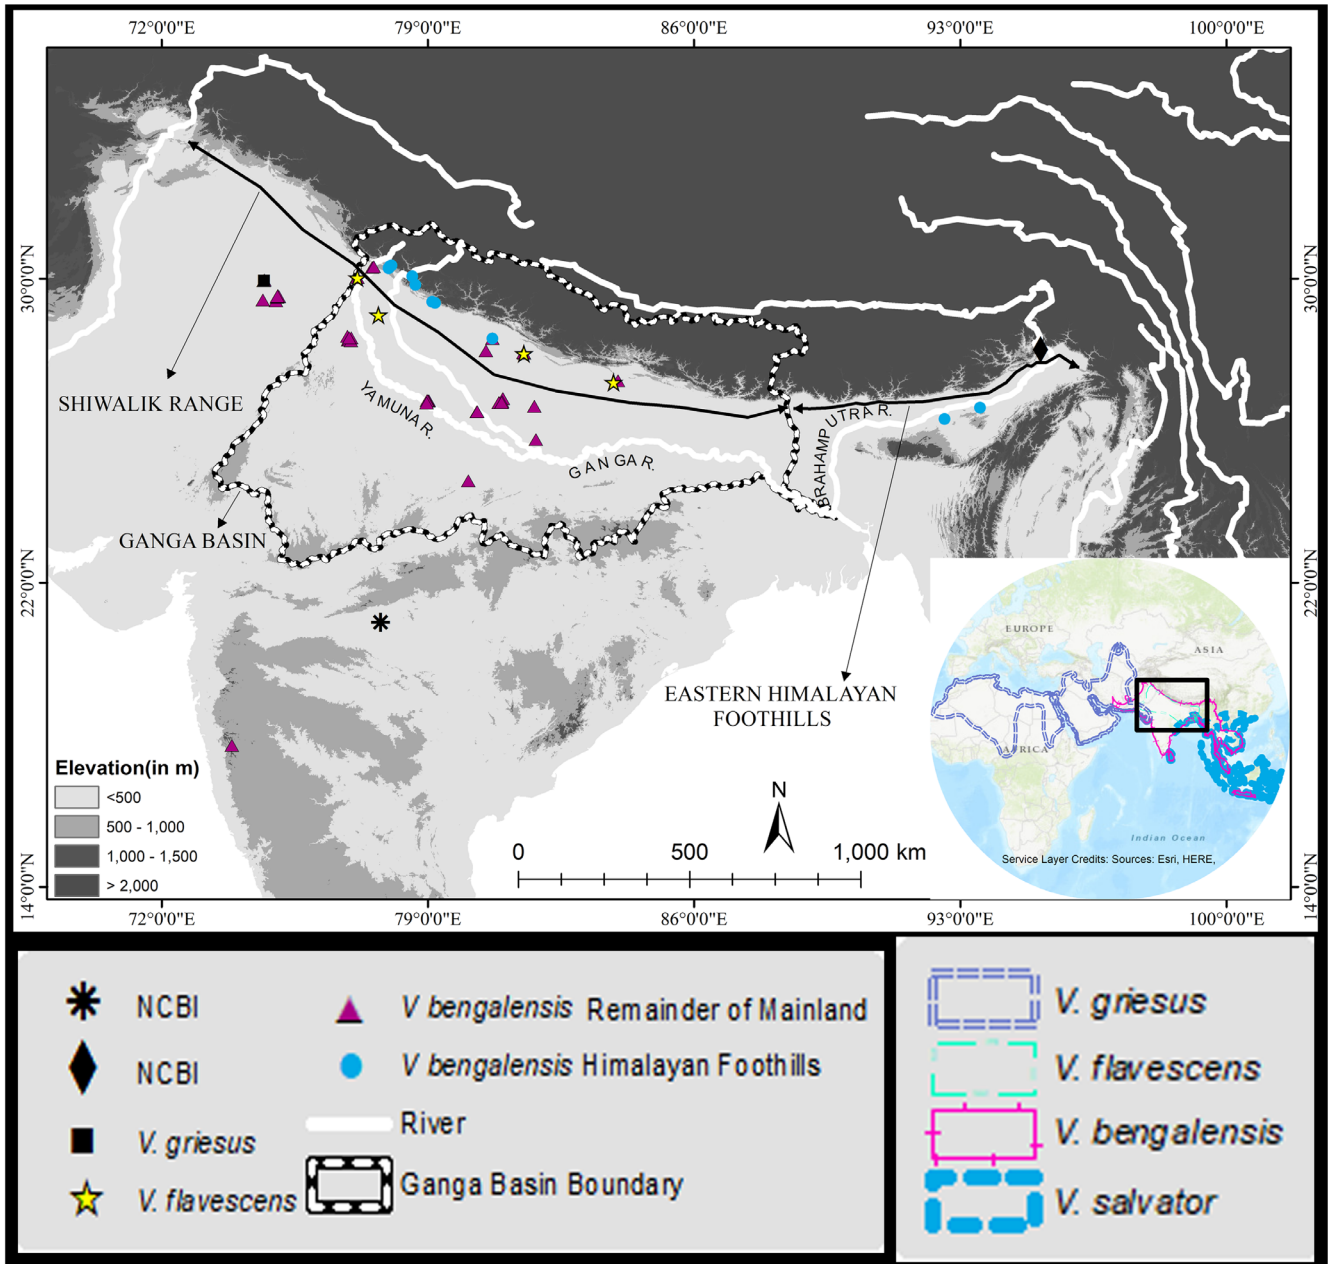 72°0'0"E
79°0'0"E
86°0'0"E
93°0'0"E
100°0'0"E
30°0'0"N
30°0'0"N
SHIWALIK RANGE
YAMUNA R.
GANGA R.
BRAHAMPUTRA R.
GANGA BASIN
22°0'0"N
22°0'0"N
EASTERN HIMALAYAN
FOOTHILLS
EUROPE
ASIA
AFRICA
Indian Ocean
Service Layer Credits: Sources: Esri, HERE,
Elevation(in m)
<500
500 - 1,000
1,000 - 1,500
> 2,000
N
0 500 1,000 km
14°0'0"N
14°0'0"N
72°0'0"E
79°0'0"E
86°0'0"E
93°0'0"E
100°0'0"E
NCBI
NCBI
V. griesus
V. flavescens
V bengalensis Remainder of Mainland
V bengalensis Himalayan Foothills
River
Ganga Basin Boundary
V. griesus
V. flavescens
V. bengalensis
V. salvator